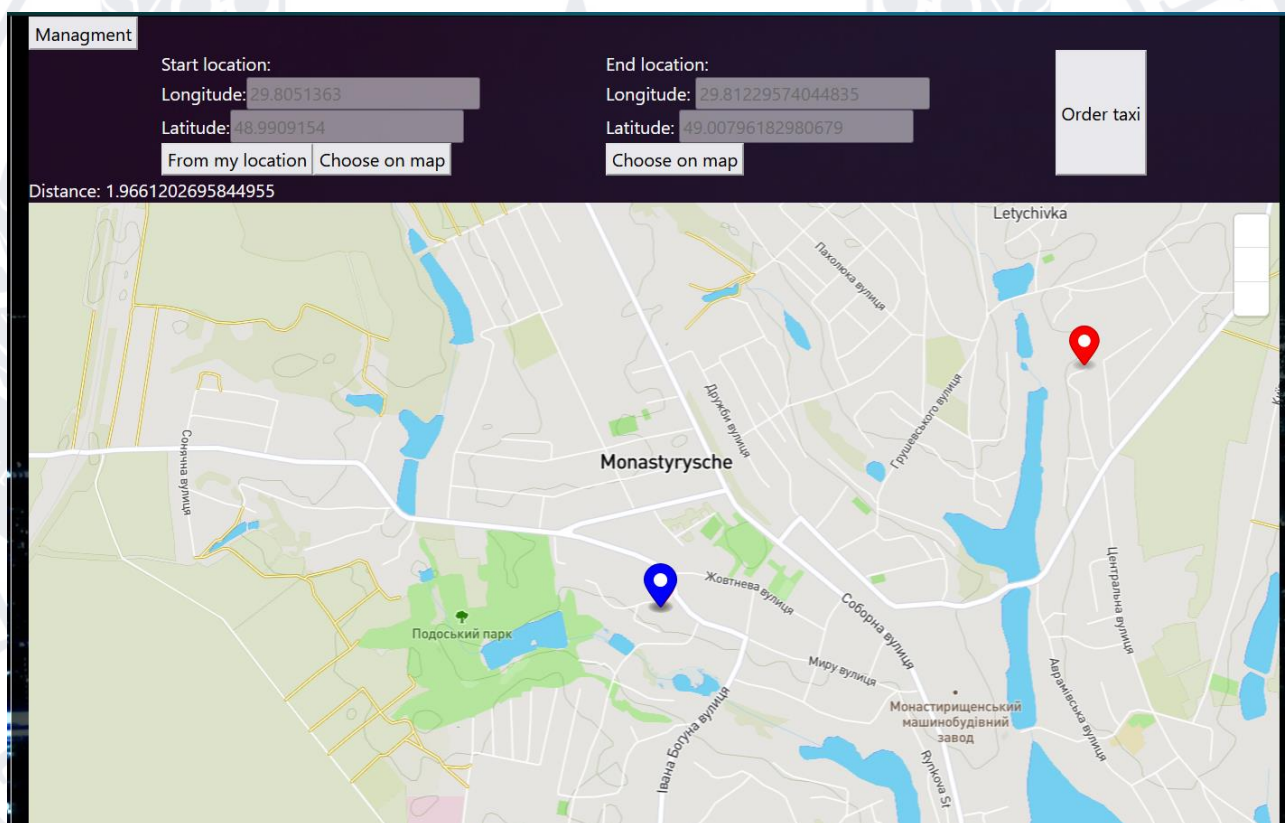 Managment
Start location:
End location:
Longitude: 29.8051363
Longitude: 29.81229574044835
Latitude: 48.9909154
Latitude: 49.00796182980679
Order taxi
From my location
Choose on map
Choose on map
Distance: 1.9661202695844955
Letychivka
Пахолюка вулиця
Дружби вулиця
Грушевського вулиця
Сонячна вулиця
Monastyrysche
Центральна вулиця
Жовтнева вулиця
Соборна вулиця
Подоський парк
Миру вулиця
Аврамівська вулиця
Монастирищенський
машинобудівний
завод
Івана Богуна вулиця
Rynkova St